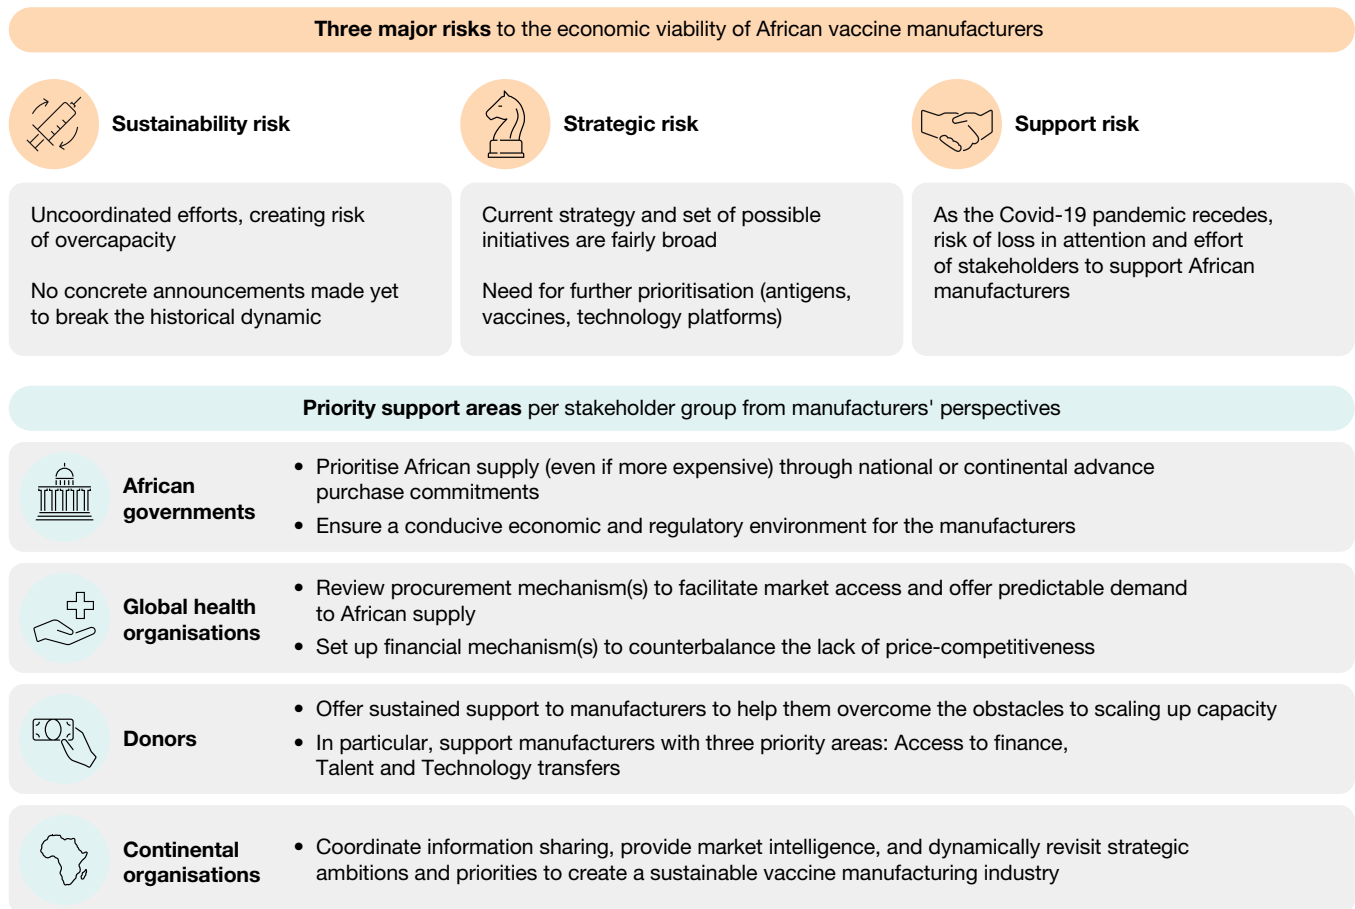 Three major risks to the economic viability of African vaccine manufacturers
Sustainability risk
Uncoordinated efforts, creating risk
of overcapacity
No concrete announcements made yet
to break the historical dynamic
Strategic risk
Current strategy and set of possible
initiatives are fairly broad
Need for further prioritisation (antigens,
vaccines, technology platforms)
Support risk
As the Covid-19 pandemic recedes,
risk of loss in attention and effort
of stakeholders to support African
manufacturers
Priority support areas per stakeholder group from manufacturers' perspectives
African
governments
• Prioritise African supply (even if more expensive) through national or continental advance
purchase commitments
• Ensure a conducive economic and regulatory environment for the manufacturers
Global health
organisations
• Review procurement mechanism(s) to facilitate market access and offer predictable demand
to African supply
• Set up financial mechanism(s) to counterbalance the lack of price-competitiveness
Donors
• Offer sustained support to manufacturers to help them overcome the obstacles to scaling up capacity
• In particular, support manufacturers with three priority areas: Access to finance,
Talent and Technology transfers
Continental
organisations
• Coordinate information sharing, provide market intelligence, and dynamically revisit strategic
ambitions and priorities to create a sustainable vaccine manufacturing industry